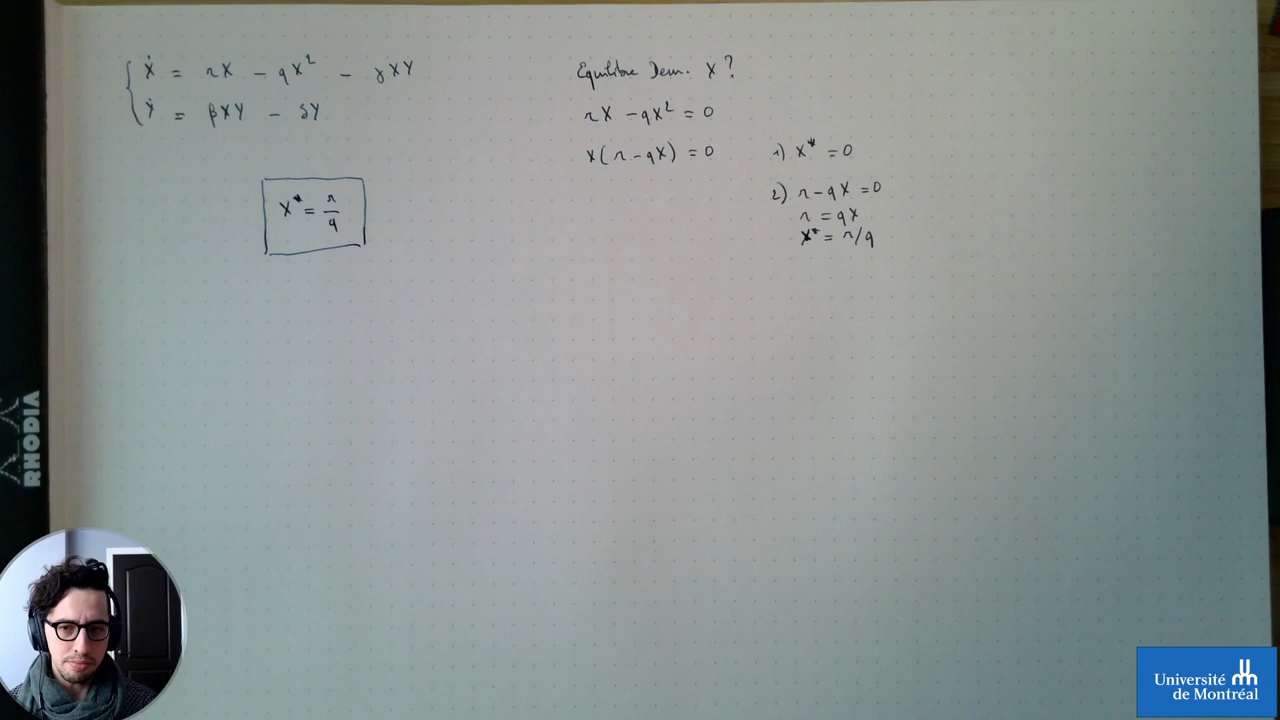 Ẋ = rX - qX² - γXY
Ẏ = βXY - δY
X* = r/q
Equilibre Dem. X ?
rX - qX² = 0
X(r - qX) = 0
1) X* = 0
2) r - qX = 0
r = qX
X* = r/q
RHODIA
Université
de Montréal